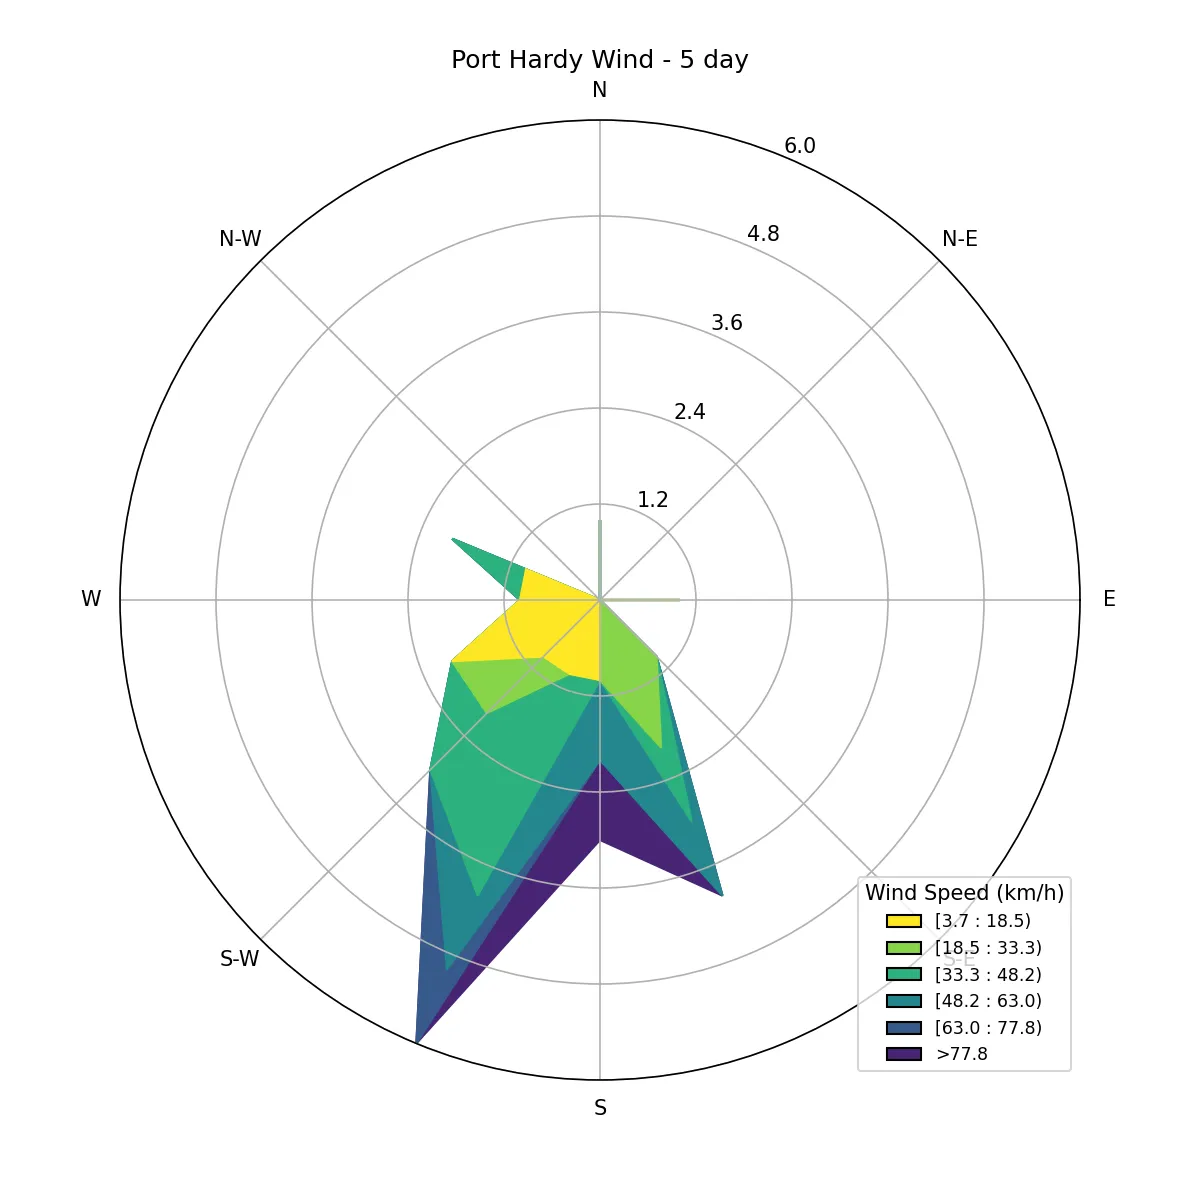 Port Hardy Wind - 5 day
N
6.0
4.8
N-W
N-E
3.6
2.4
1.2
W
E
Wind Speed (km/h)
[3.7 : 18.5)
[18.5 : 33.3)
S-W
S-E
[33.3 : 48.2)
[48.2 : 63.0)
[63.0 : 77.8)
>77.8
S